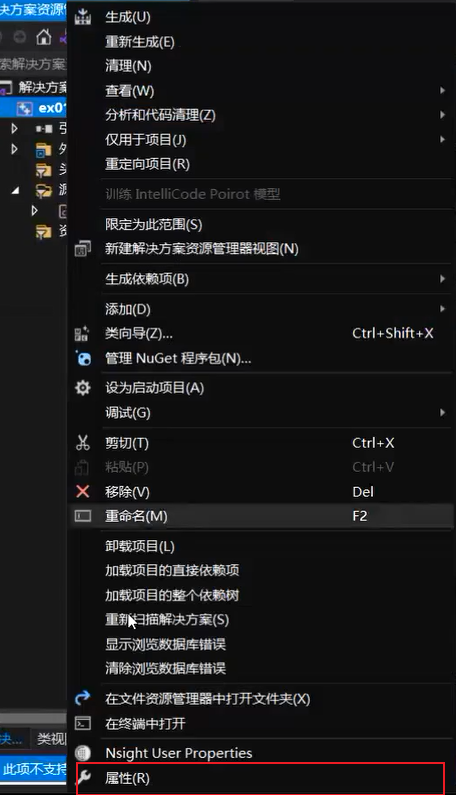 决方案资源
生成(U)
重新生成(E)
索解决方案
清理(N)
解决方案
查看(W)
ex01
分析和代码清理(Z)
仅用于项目(J)
重定向项目(R)
训练 IntelliCode Poirot 模型
限定为此范围(S)
新建解决方案资源管理器视图(N)
生成依赖项(B)
添加(D)
类向导(Z)... Ctrl+Shift+X
管理 NuGet 程序包(N)...
设为启动项目(A)
调试(G)
剪切(T) Ctrl+X
粘贴(P) Ctrl+V
移除(V) Del
重命名(M) F2
卸载项目(L)
加载项目的直接依赖项
加载项目的整个依赖树
重新扫描解决方案(S)
显示浏览数据库错误
清除浏览数据库错误
在文件资源管理器中打开文件夹(X)
在终端中打开
决... 类视图
Nsight User Properties
此项不支持
属性(R)